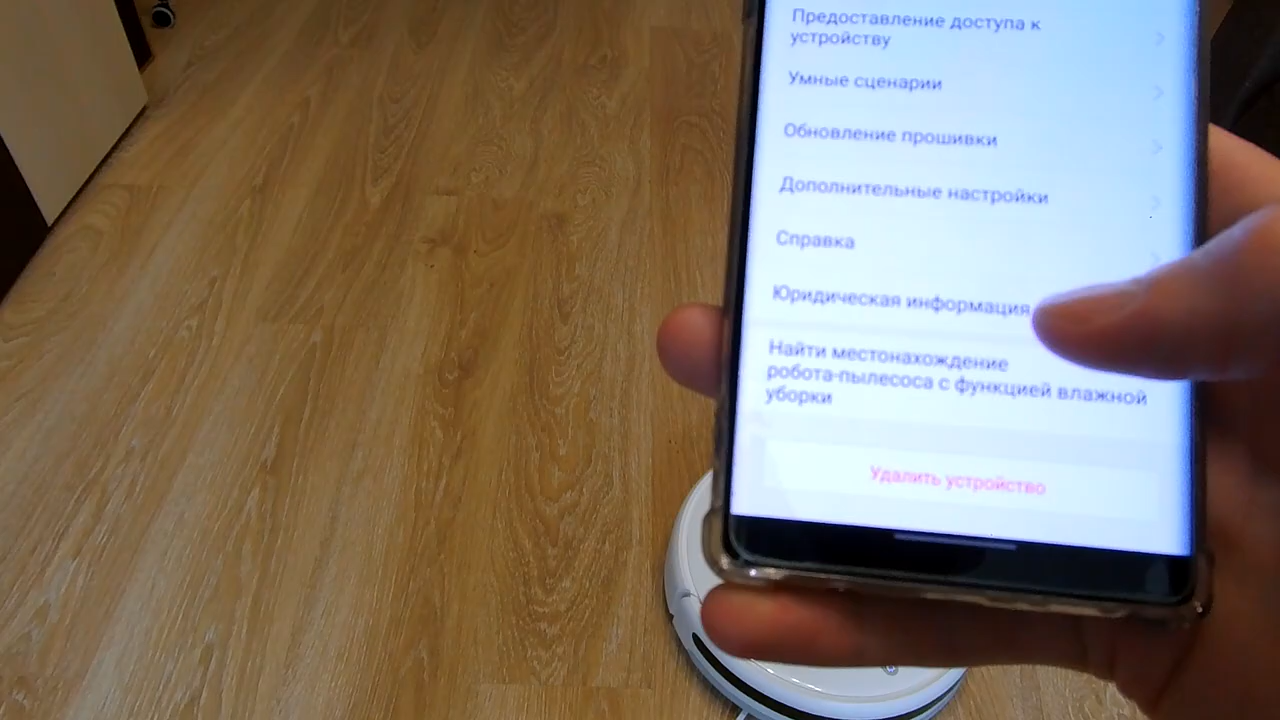 Предоставление доступа к
устройству
Умные сценарии
Обновление прошивки
Дополнительные настройки
Справка
Юридическая информация
Найти местонахождение
робота-пылесоса с функцией влажной
уборки
Удалить устройство